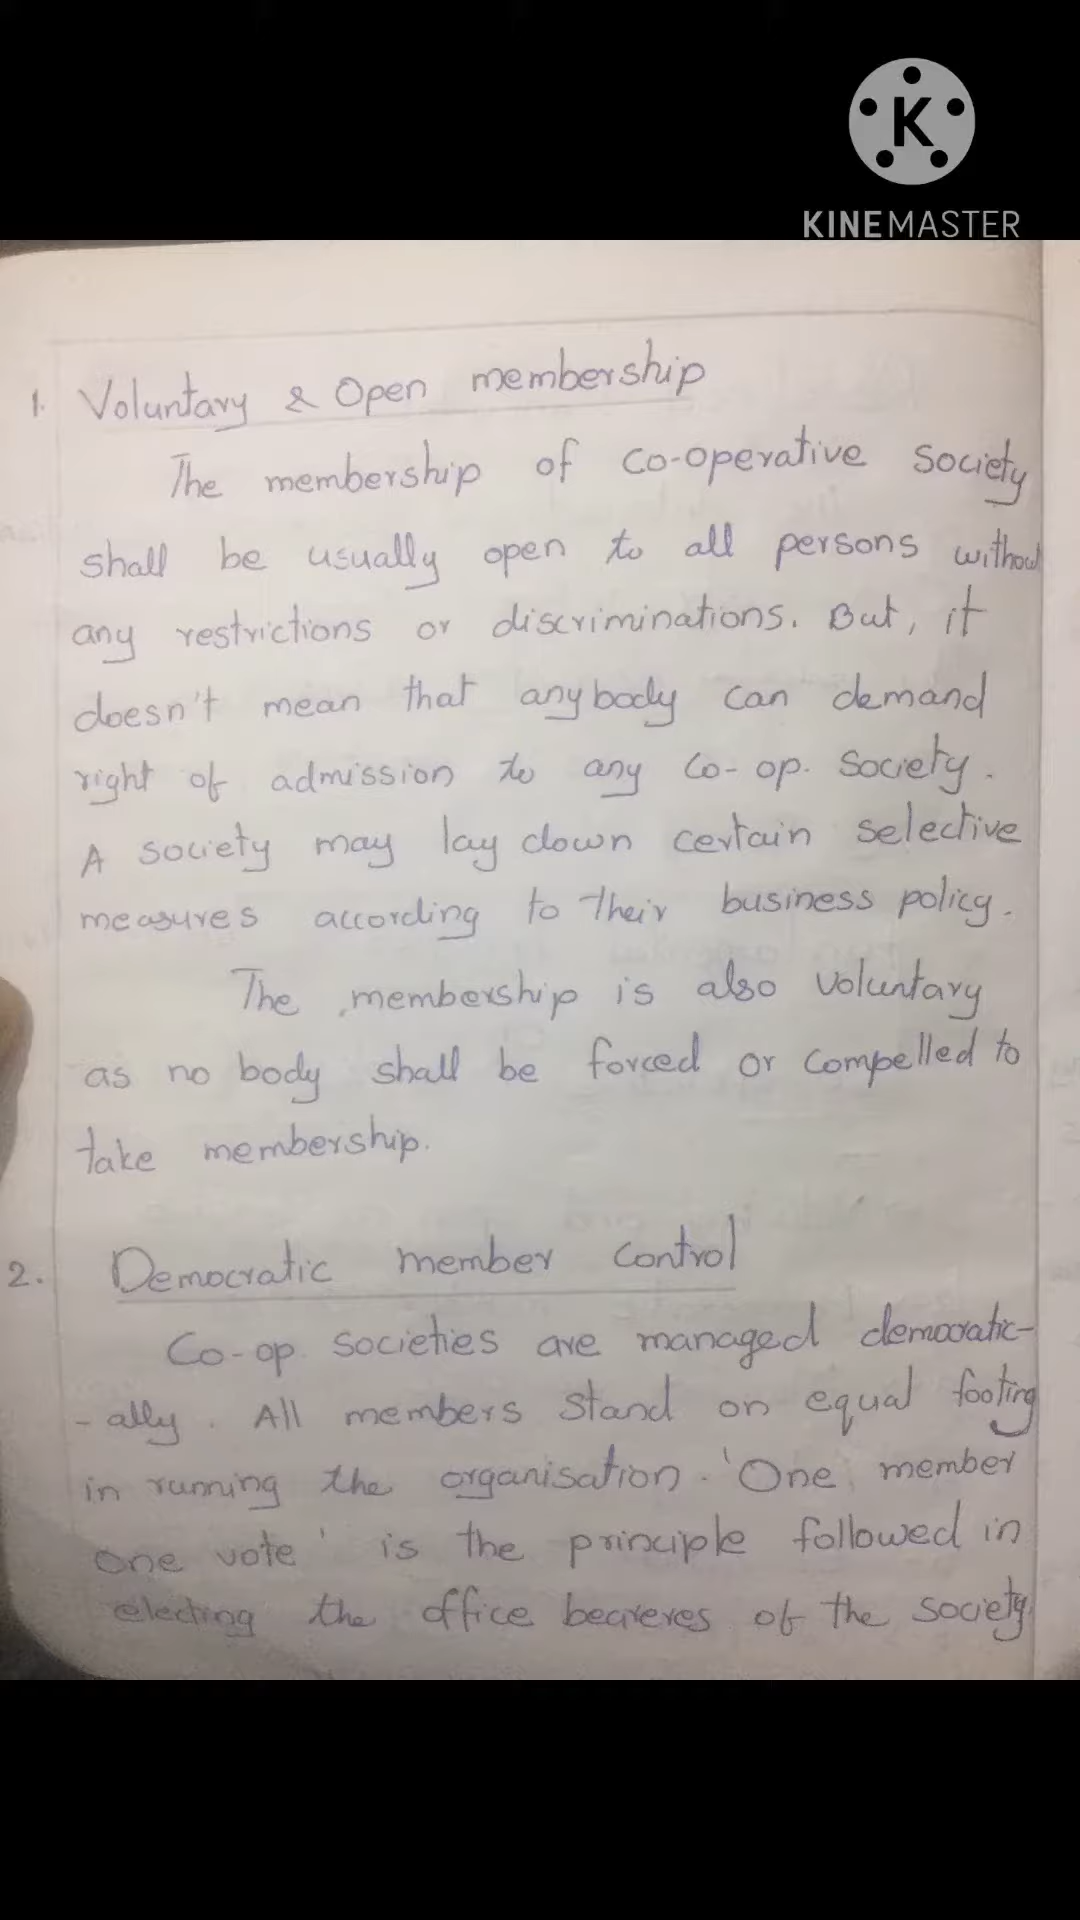 K
KINEMASTER
1. Voluntary & Open membership
The membership of co-operative society
shall be usually open to all persons without
any restrictions or discriminations. But, it
doesn't mean that anybody can demand
right of admission to any co-op. society.
A society may lay down certain selective
measures according to their business policy.
The membership is also voluntary
as no body shall be forced or compelled to
take membership.
2. Democratic member control
Co-op societies are managed democratic-
- ally. All members stand on equal footing
in running the organisation. 'One member
one vote' is the principle followed in
electing the office beareres of the society.